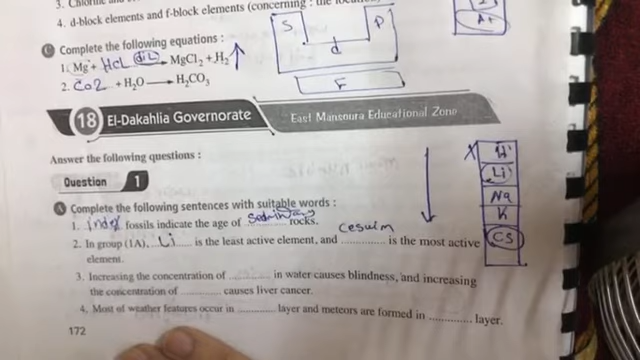 4. d-block elements and f-block elements (concerning : the
S
P
d
F
C Complete the following equations :
1. Mg + HCL dil MgCl2 + H2 ↑
2. Co2 + H2O → H2CO3
18 El-Dakahlia Governorate
East Mansoura Educational Zone
Answer the following questions :
Question 1
A Complete the following sentences with suitable words :
1. index fossils indicate the age of rocks.
2. In group (1A), Li is the least active element, and cesuim is the most active
element.
3. Increasing the concentration of .......... in water causes blindness, and increasing
the concentration of .......... causes liver cancer.
4. Most of weather features occur in .......... layer and meteors are formed in .......... layer.
X H
Li
Na
K
CS
172